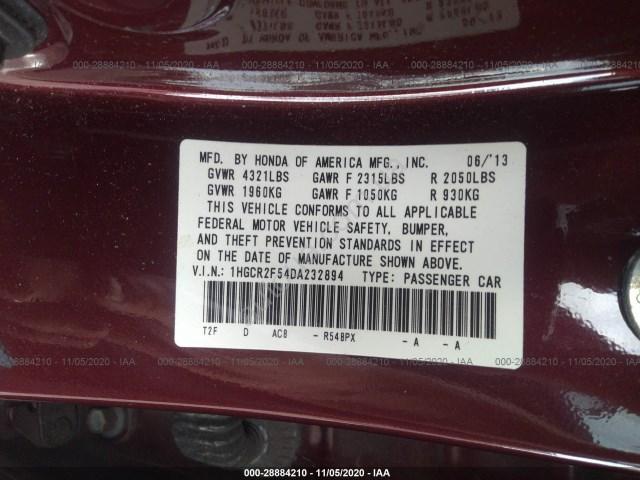 000-28884210 - 11/05/2020 - IAA
000-28884210 - 11/05/2020 - IAA
MFD. BY HONDA OF AMERICA MFG., INC. 06/'13
GVWR 4321LBS GAWR F 2315LBS R 2050LBS
GVWR 1960KG GAWR F 1050KG R 930KG
THIS VEHICLE CONFORMS TO ALL APPLICABLE
FEDERAL MOTOR VEHICLE SAFETY, BUMPER,
AND THEFT PREVENTION STANDARDS IN EFFECT
ON THE DATE OF MANUFACTURE SHOWN ABOVE.
V.I.N.: 1HGCR2F54DA232894 TYPE: PASSENGER CAR
T2F D AC8 - R548PX - A - A
000-28884210 - 11/05/2020 - IAA
000-28884210 - 11/05/2020 - IAA
000-28884210 - 11/05/2020 - IAA